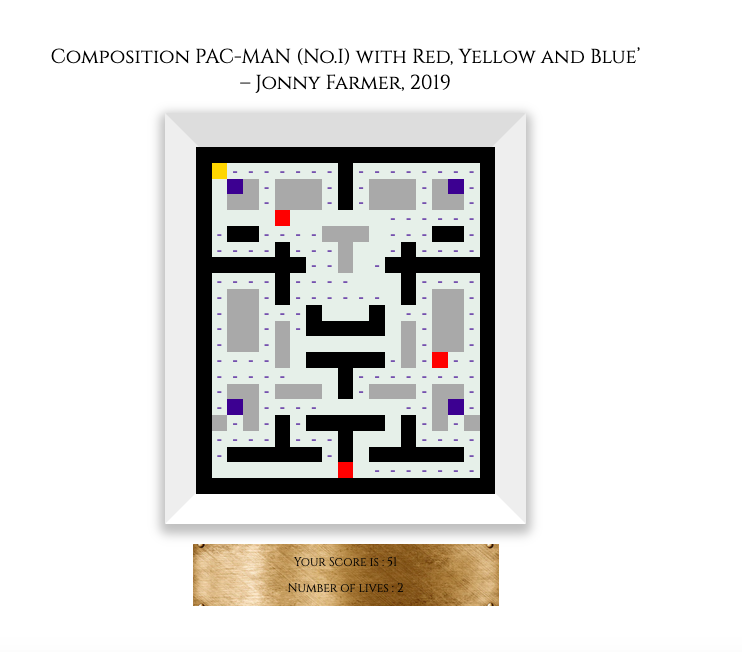 Composition PAC-MAN (No.I) with Red, Yellow and Blue’
– Jonny Farmer, 2019
Your Score is : 51
Number of lives : 2